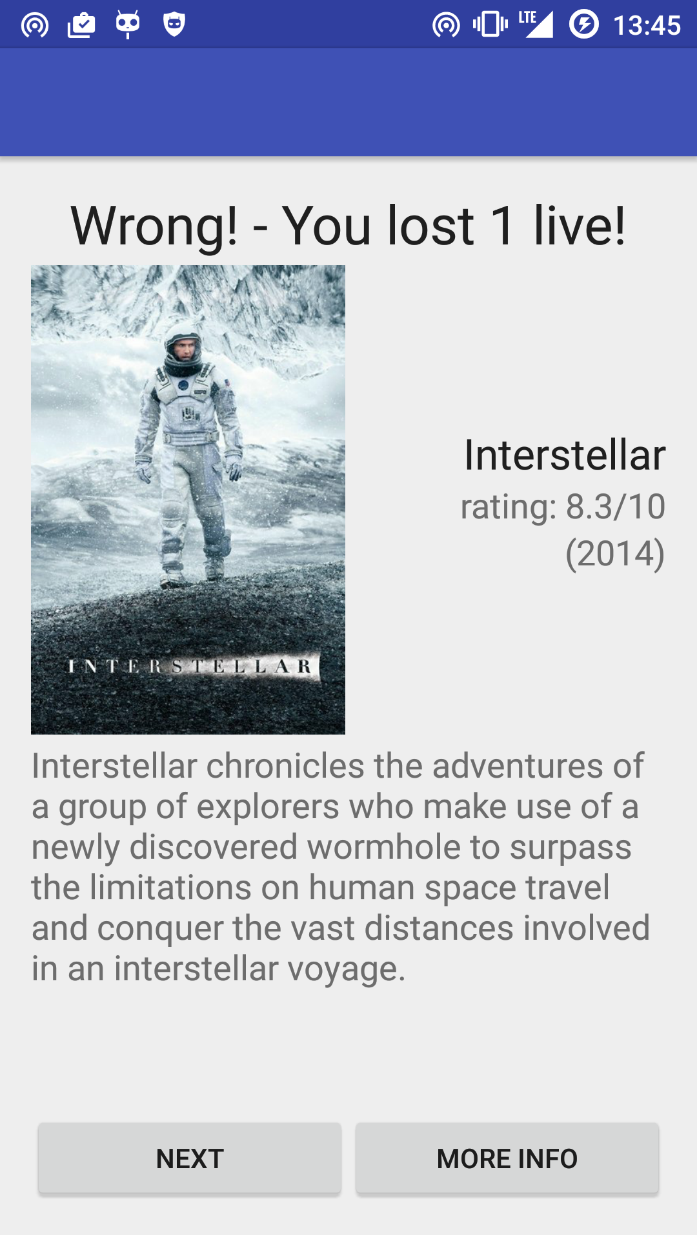 LTE 13:45
Wrong! - You lost 1 live!
INTERSTELLAR
Interstellar
rating: 8.3/10
(2014)
Interstellar chronicles the adventures of
a group of explorers who make use of a
newly discovered wormhole to surpass
the limitations on human space travel
and conquer the vast distances involved
in an interstellar voyage.
NEXT
MORE INFO